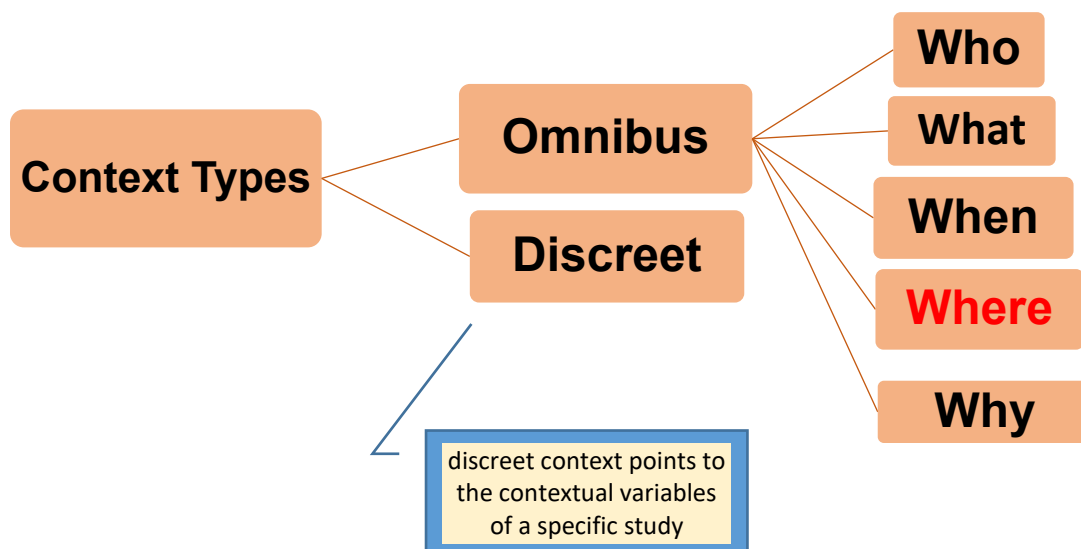 Context Types
Omnibus
Discreet
Who
What
When
Where
Why
discreet context points to
the contextual variables
of a specific study